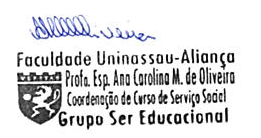 Faculdade Uninassau-Aliança
Profa. Esp. Ana Carolina M. de Oliveira
Coordenação de Curso de Serviço Social
Grupo Ser Educacional